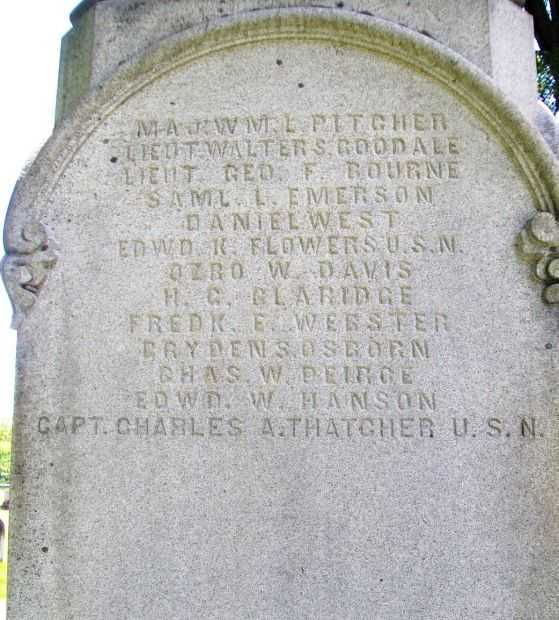 MAJ. WM. L. PITCHER
LIEUT. WALTER S. GOODALE
LIEUT. GEO. F. BOURNE
SAML. L. EMERSON
DANIEL WEST
EDWD. K. FLOWERS U.S.N.
OZRO W. DAVIS
H. C. CLARIDGE
FREDK. E. WEBSTER
BRYDEN S. OSBORN
CHAS. W. PEIRCE
EDWD. W. HANSON
CAPT. CHARLES A. THATCHER U.S.N.